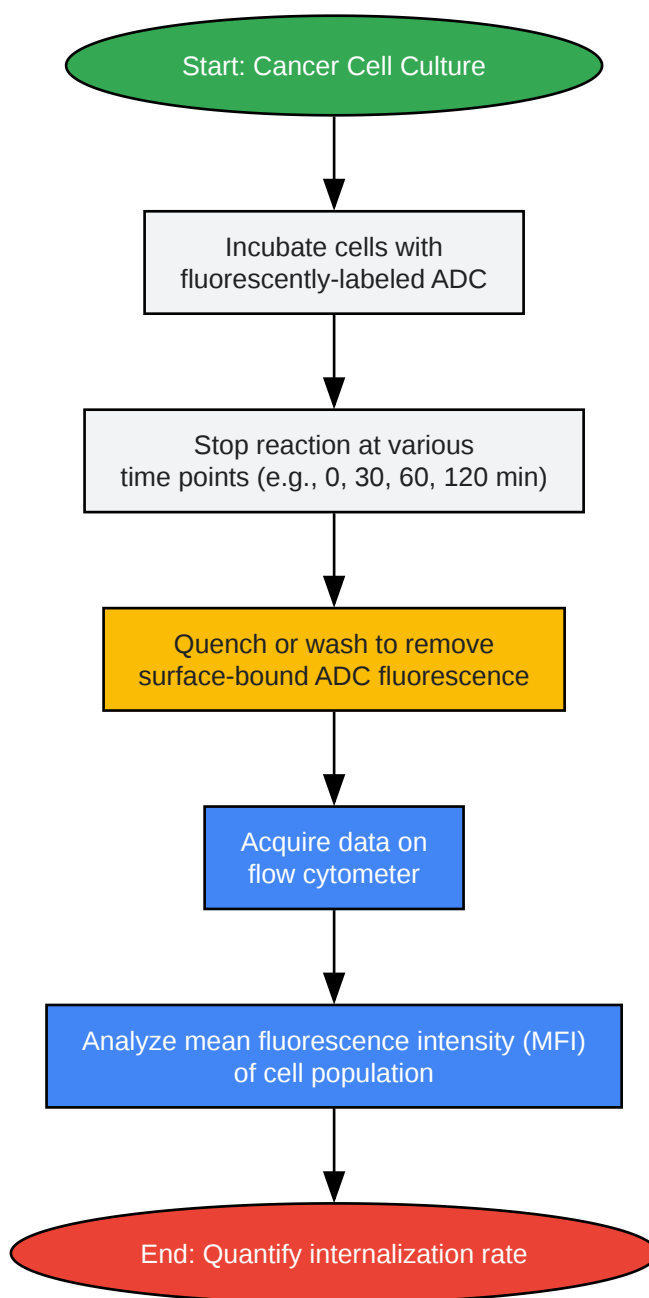 Start: Cancer Cell Culture
Incubate cells with
fluorescently-labeled ADC
Stop reaction at various
time points (e.g., 0, 30, 60, 120 min)
Quench or wash to remove
surface-bound ADC fluorescence
Acquire data on
flow cytometer
Analyze mean fluorescence intensity (MFI)
of cell population
End: Quantify internalization rate